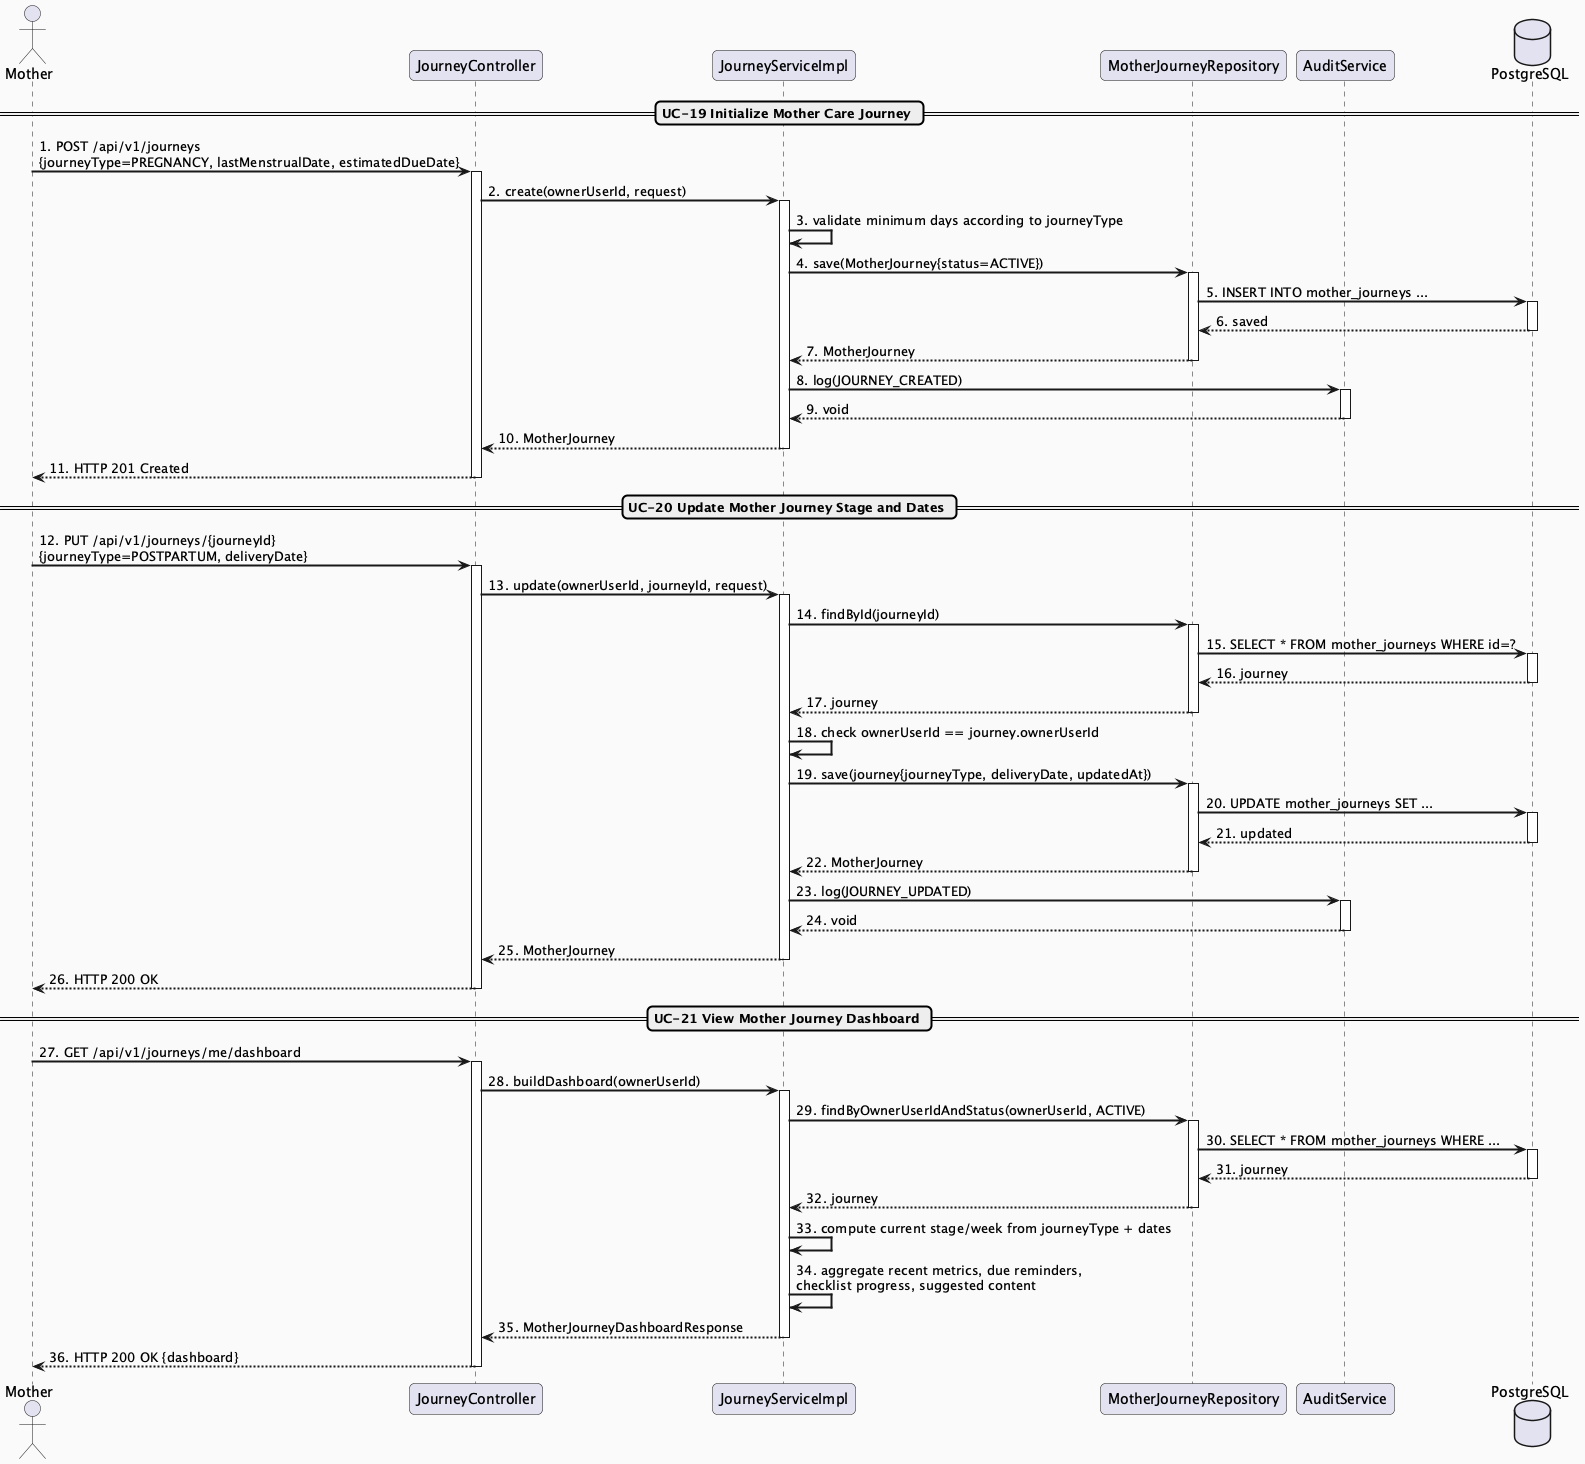 Mother
JourneyController
JourneyServiceImpl
MotherJourneyRepository
AuditService
PostgreSQL
UC-19 Initialize Mother Care Journey
1. POST /api/v1/journeys
{journeyType=PREGNANCY, lastMenstrualDate, estimatedDueDate}
2. create(ownerUserId, request)
3. validate minimum days according to journeyType
4. save(MotherJourney{status=ACTIVE})
5. INSERT INTO mother_journeys ...
6. saved
7. MotherJourney
8. log(JOURNEY_CREATED)
9. void
10. MotherJourney
11. HTTP 201 Created
UC-20 Update Mother Journey Stage and Dates
12. PUT /api/v1/journeys/{journeyId}
{journeyType=POSTPARTUM, deliveryDate}
13. update(ownerUserId, journeyId, request)
14. findById(journeyId)
15. SELECT * FROM mother_journeys WHERE id=?
16. journey
17. journey
18. check ownerUserId == journey.ownerUserId
19. save(journey{journeyType, deliveryDate, updatedAt})
20. UPDATE mother_journeys SET ...
21. updated
22. MotherJourney
23. log(JOURNEY_UPDATED)
24. void
25. MotherJourney
26. HTTP 200 OK
UC-21 View Mother Journey Dashboard
27. GET /api/v1/journeys/me/dashboard
28. buildDashboard(ownerUserId)
29. findByOwnerUserIdAndStatus(ownerUserId, ACTIVE)
30. SELECT * FROM mother_journeys WHERE ...
31. journey
32. journey
33. compute current stage/week from journeyType + dates
34. aggregate recent metrics, due reminders,
checklist progress, suggested content
35. MotherJourneyDashboardResponse
36. HTTP 200 OK {dashboard}
Mother
JourneyController
JourneyServiceImpl
MotherJourneyRepository
AuditService
PostgreSQL